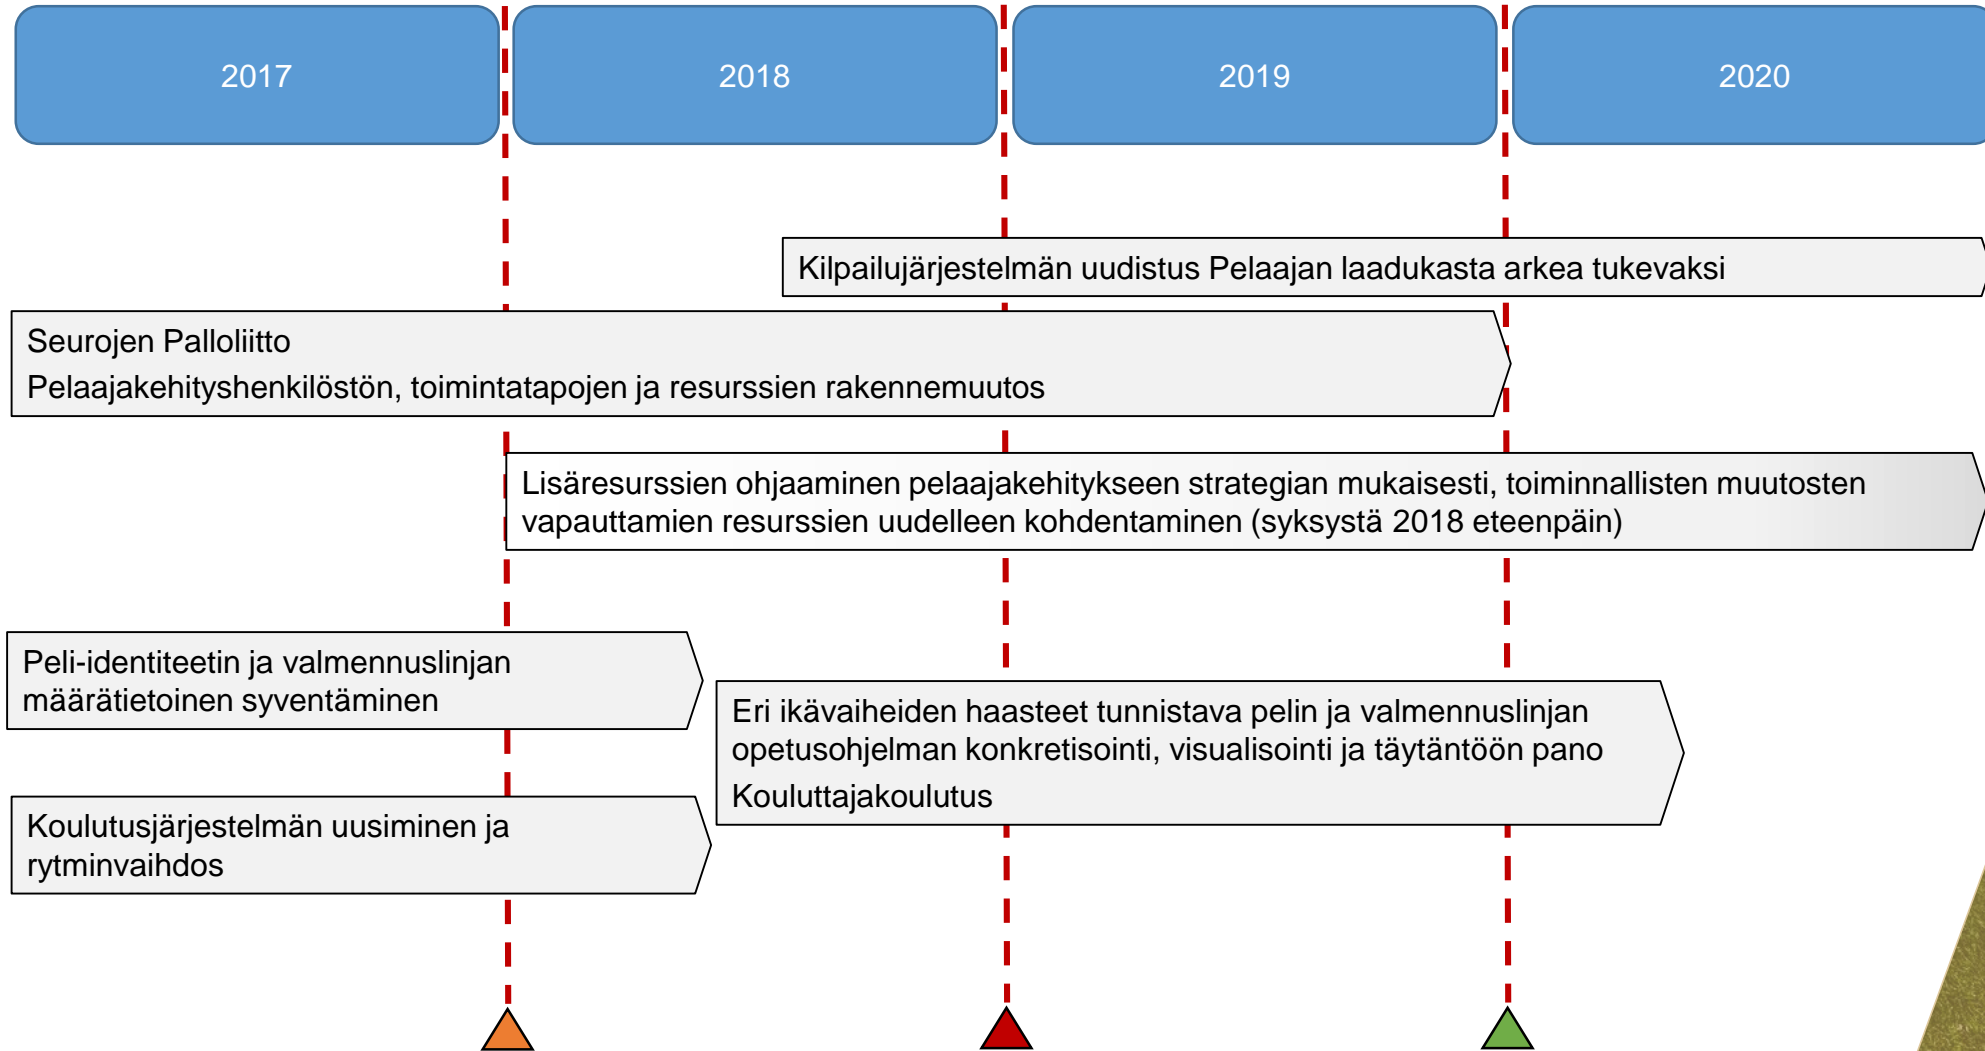 2017
2018
2019
2020
Kilpailujärjestelmän uudistus Pelaajan laadukasta arkea tukevaksi
Seurojen Palloliitto
Pelaajakehityshenkilöstön, toimintatapojen ja resurssien rakennemuutos
Lisäresurssien ohjaaminen pelaajakehitykseen strategian mukaisesti, toiminnallisten muutosten
vapauttamien resurssien uudelleen kohdentaminen (syksystä 2018 eteenpäin)
Peli-identiteetin ja valmennuslinjan
määrätietoinen syventäminen
Eri ikävaiheiden haasteet tunnistava pelin ja valmennuslinjan
opetusohjelman konkretisointi, visualisointi ja täytäntöön pano
Kouluttajakoulutus
Koulutusjärjestelmän uusiminen ja
rytminvaihdos